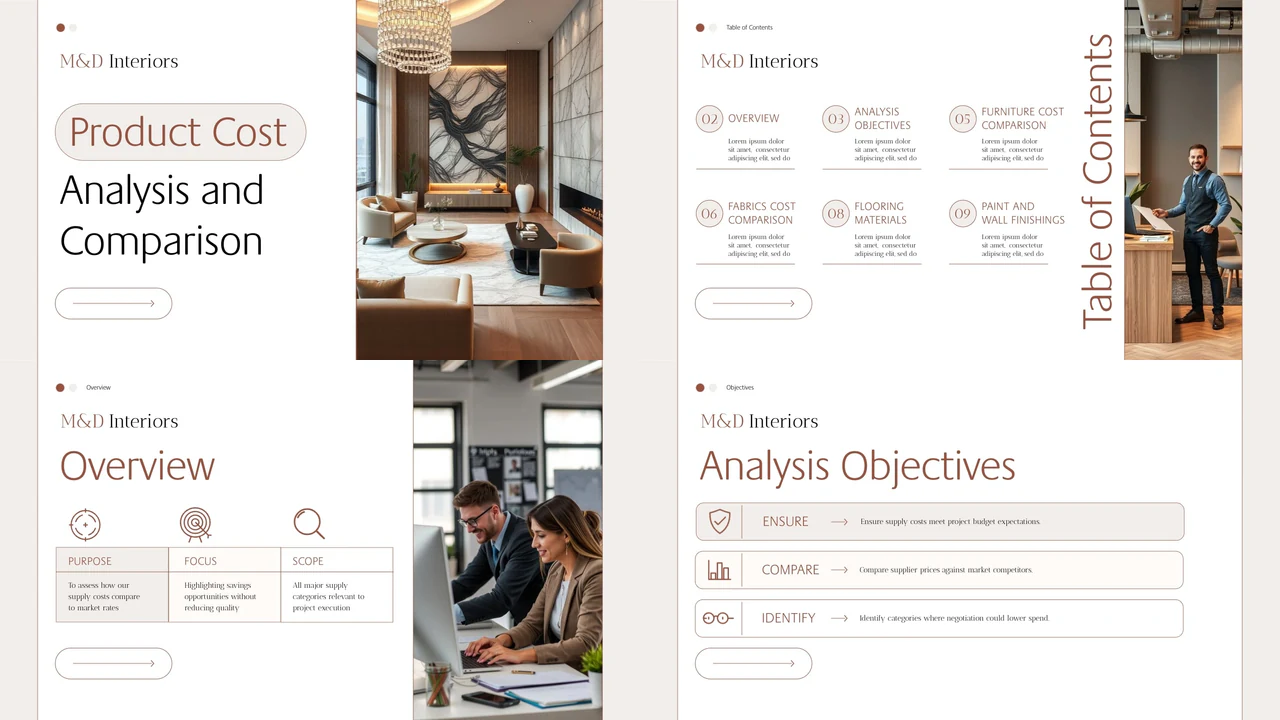 M&D Interiors
Product Cost
Analysis and
Comparison
Table of Contents
M&D Interiors
02 OVERVIEW
Lorem ipsum dolor
sit amet, consectetur
adipiscing elit, sed do
03 ANALYSIS
OBJECTIVES
Lorem ipsum dolor
sit amet, consectetur
adipiscing elit, sed do
05 FURNITURE COST
COMPARISON
Lorem ipsum dolor
sit amet, consectetur
adipiscing elit, sed do
06 FABRICS COST
COMPARISON
Lorem ipsum dolor
sit amet, consectetur
adipiscing elit, sed do
08 FLOORING
MATERIALS
Lorem ipsum dolor
sit amet, consectetur
adipiscing elit, sed do
09 PAINT AND
WALL FINISHINGS
Lorem ipsum dolor
sit amet, consectetur
adipiscing elit, sed do
Table of Contents
Overview
M&D Interiors
Overview
PURPOSE
To assess how our
supply costs compare
to market rates
FOCUS
Highlighting savings
opportunities without
reducing quality
SCOPE
All major supply
categories relevant to
project execution
Objectives
M&D Interiors
Analysis Objectives
ENSURE
Ensure supply costs meet project budget expectations.
COMPARE
Compare supplier prices against market competitors.
IDENTIFY
Identify categories where negotiation could lower spend.